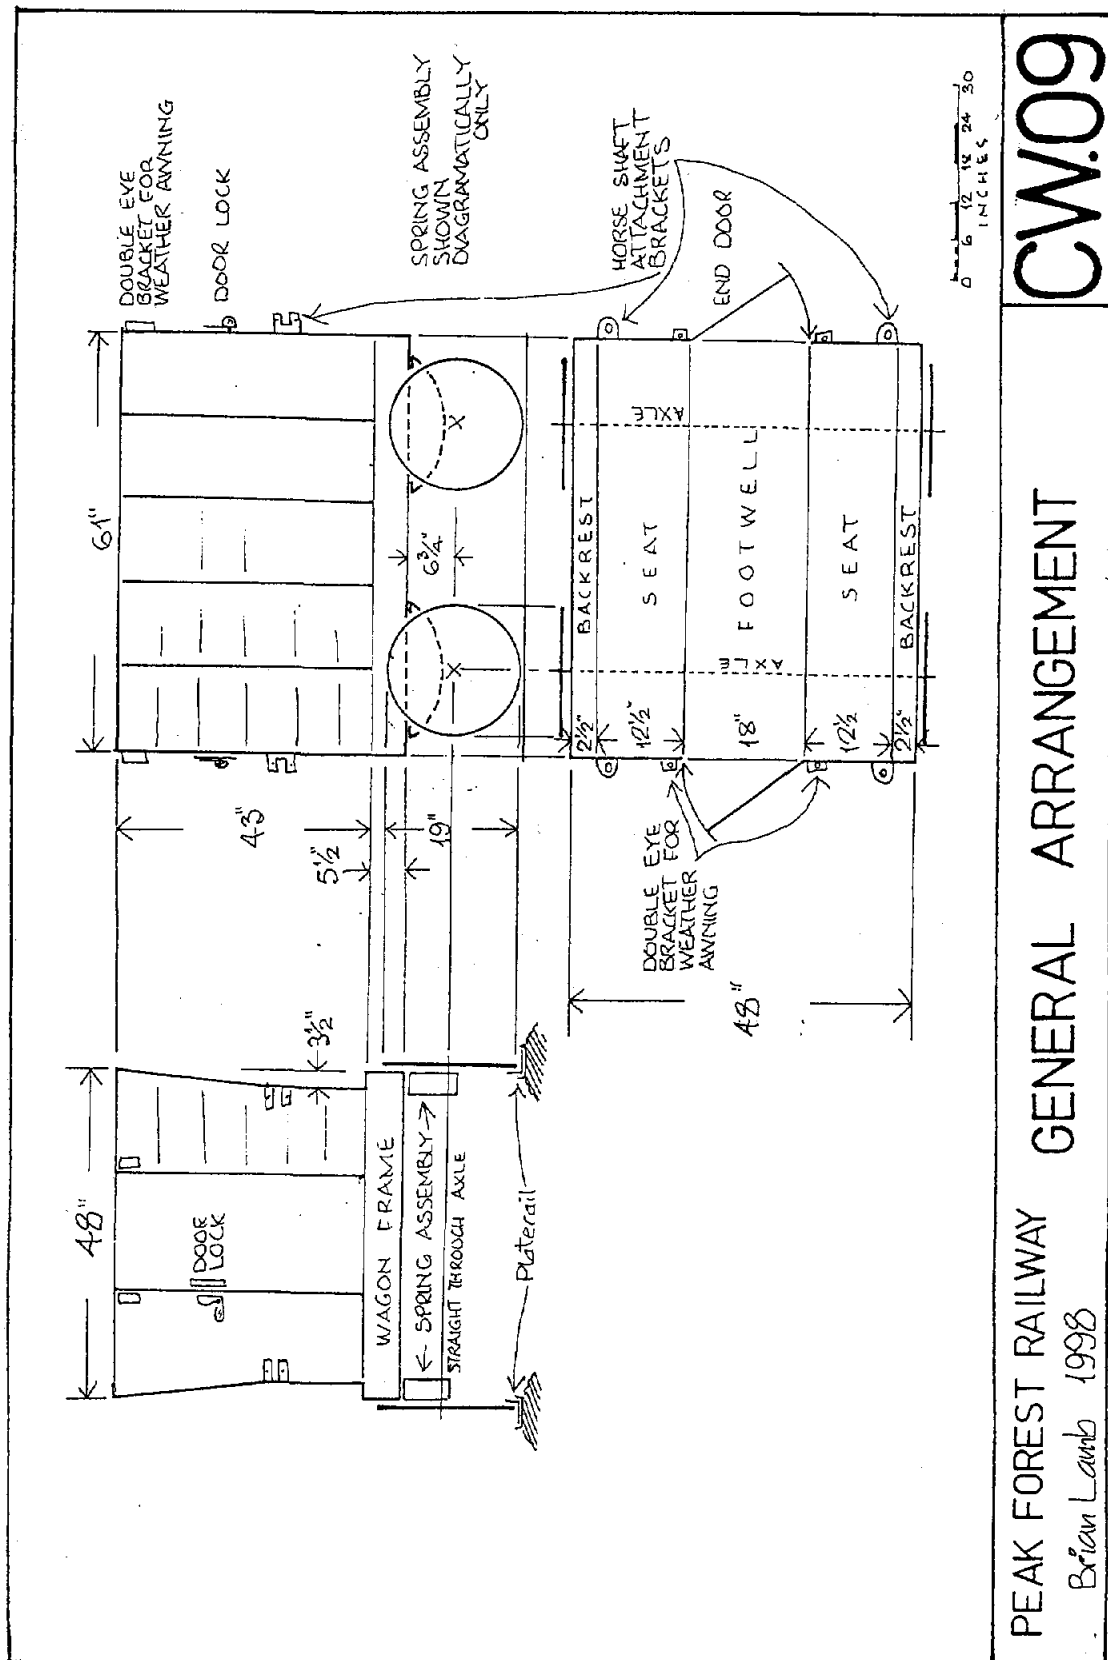 48"
DOOR
LOCK
3½"
WAGON FRAME
← SPRING ASSEMBLY →
STRAIGHT THROUGH AXLE
Platerail
61"
DOUBLE EYE
BRACKET FOR
WEATHER AWNING
DOOR LOCK
SPRING ASSEMBLY
SHOWN
DIAGRAMATICALLY
ONLY
43"
5½"
19"
6¾"
X
X
HORSE SHAFT
ATTACHMENT
BRACKETS
END DOOR
BACKREST
SEAT
FOOTWELL
SEAT
BACKREST
AXLE
AXLE
2½"
12½"
18"
12½
2½"
DOUBLE EYE
BRACKET FOR
WEATHER
AWNING
48"
0 6 12 18 24 30
INCHES
PEAK FOREST RAILWAY
Brian Lamb 1998
GENERAL ARRANGEMENT
CW.09